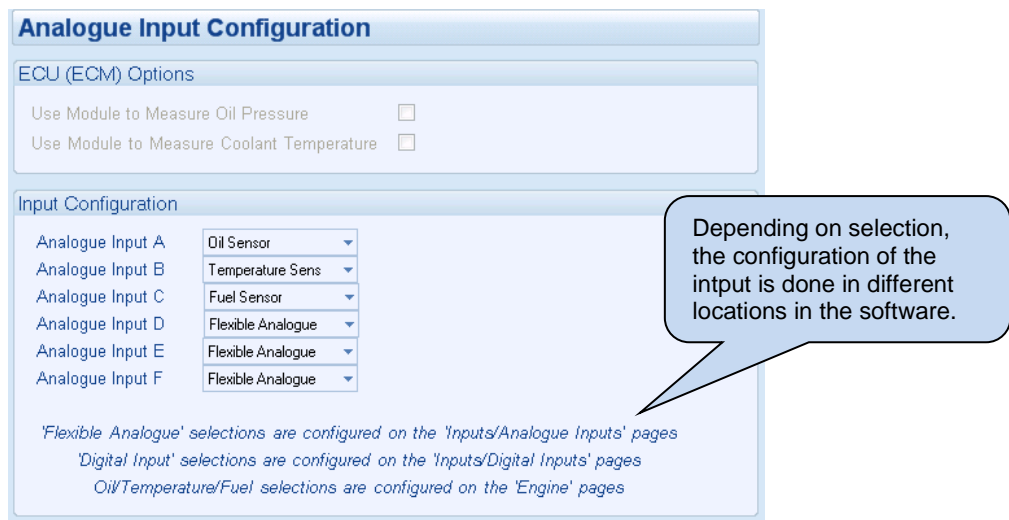 Analogue Input Configuration
ECU (ECM) Options
Use Module to Measure Oil Pressure
Use Module to Measure Coolant Temperature
Input Configuration
Analogue Input A Oil Sensor
Analogue Input B Temperature Sens
Analogue Input C Fuel Sensor
Analogue Input D Flexible Analogue
Analogue Input E Flexible Analogue
Analogue Input F Flexible Analogue
Depending on selection,
the configuration of the
intput is done in different
locations in the software.
'Flexible Analogue' selections are configured on the 'Inputs/Analogue Inputs' pages
'Digital Input' selections are configured on the 'Inputs/Digital Inputs' pages
Oil/Temperature/Fuel selections are configured on the 'Engine' pages